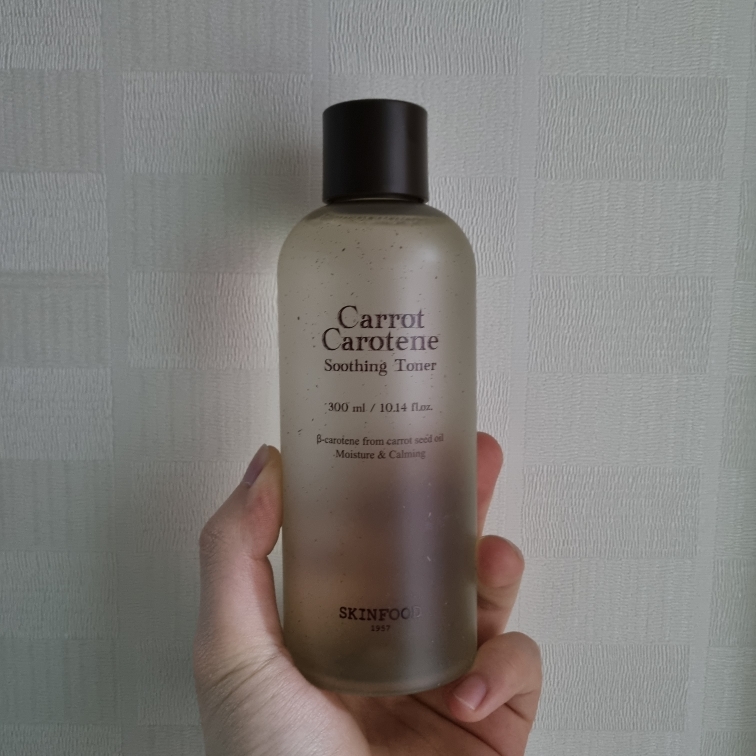 Carrot
Carotene
Soothing Toner
300 ml / 10.14 fl.oz.
β-carotene from carrot seed oil
Moisture & Calming
SKINFOOD
1957